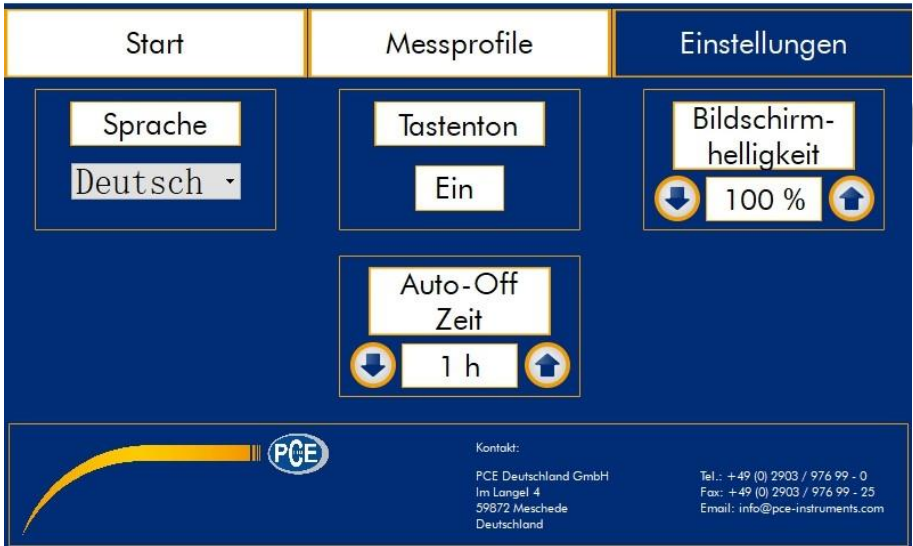 Start
Messprofile
Einstellungen
Sprache
Deutsch
Tastenton
Ein
Bildschirm-
helligkeit
100 %
Auto-Off
Zeit
1 h
PCE
Kontakt:
PCE Deutschland GmbH
Im Langel 4
59872 Meschede
Deutschland
Tel.: +49 (0) 2903 / 976 99 - 0
Fax: +49 (0) 2903 / 976 99 - 25
Email: info@pce-instruments.com